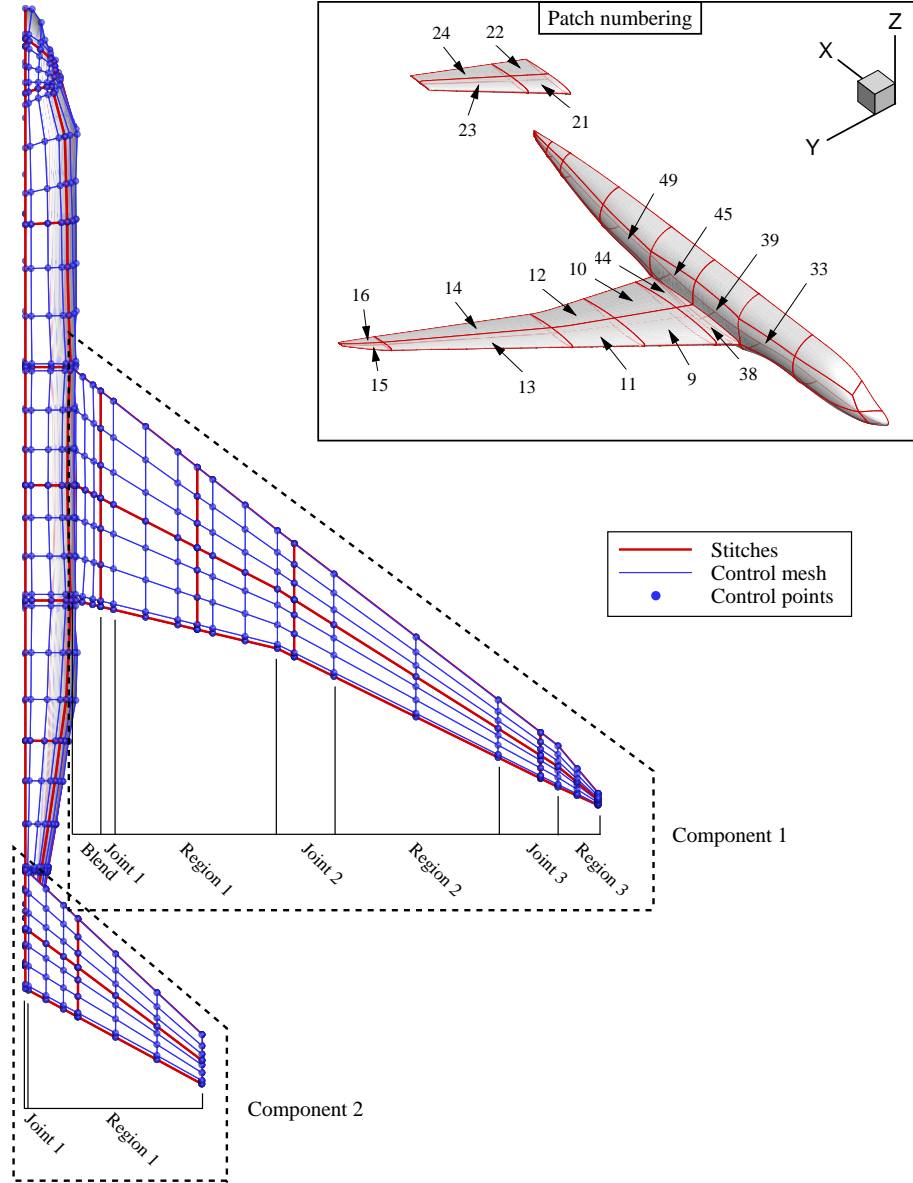 Patch numbering
24
22
23
21
Z
X
Y
49
45
39
33
44
10
12
14
16
15
13
11
9
38
Stitches
Control mesh
Control points
Blend
Joint 1
Region 1
Joint 2
Region 2
Joint 3
Region 3
Component 1
Joint 1
Region 1
Component 2